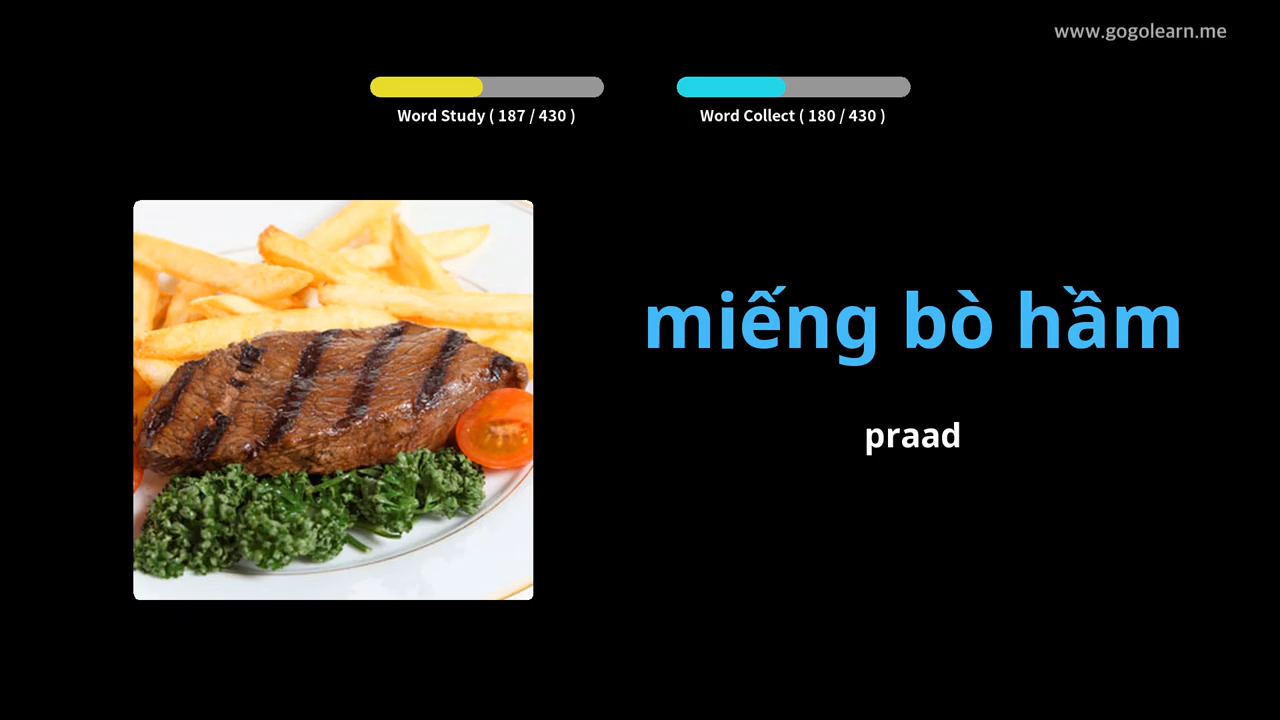 www.gogolearn.me
Word Study ( 187 / 430 )
Word Collect ( 180 / 430 )
miếng bò hầm
praad